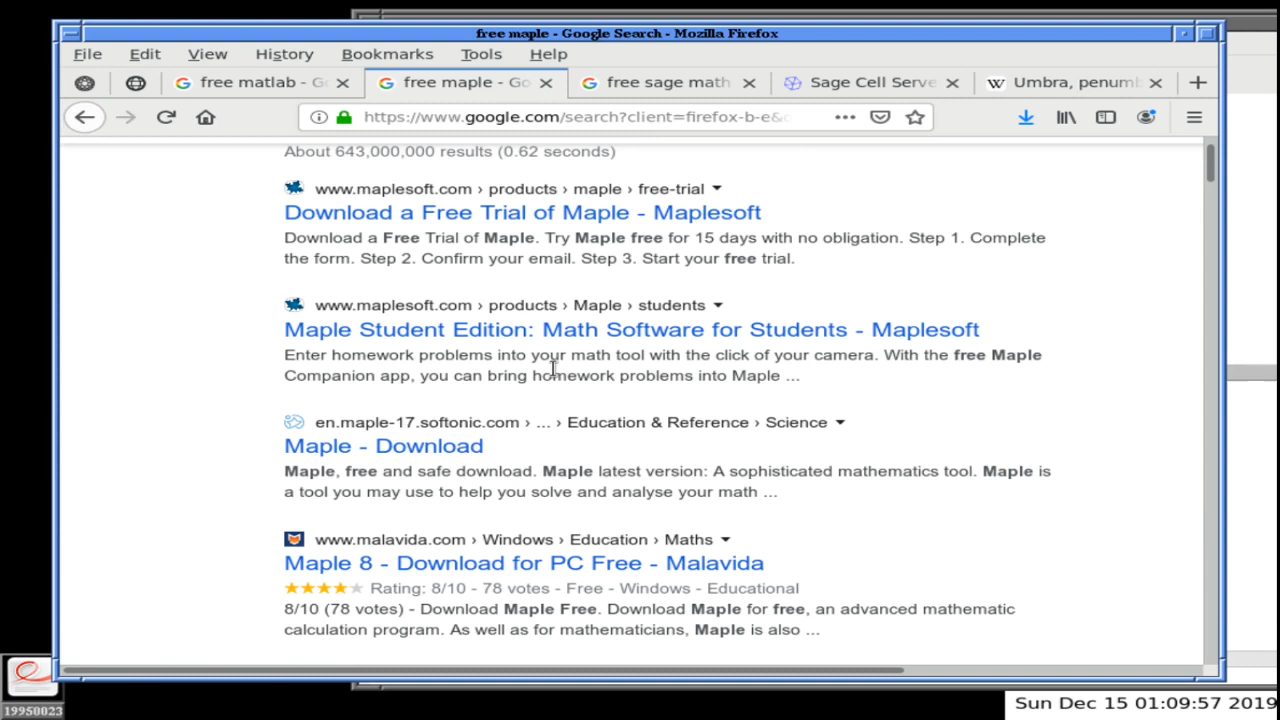 free maple - Google Search - Mozilla Firefox
File Edit View History Bookmarks Tools Help
free matlab - Go free maple - Go free sage math Sage Cell Serve Umbra, penum
https://www.google.com/search?client=firefox-b-e&
About 643,000,000 results (0.62 seconds)
www.maplesoft.com › products › maple › free-trial
Download a Free Trial of Maple - Maplesoft
Download a Free Trial of Maple. Try Maple free for 15 days with no obligation. Step 1. Complete
the form. Step 2. Confirm your email. Step 3. Start your free trial.
www.maplesoft.com › products › Maple › students
Maple Student Edition: Math Software for Students - Maplesoft
Enter homework problems into your math tool with the click of your camera. With the free Maple
Companion app, you can bring homework problems into Maple ...
en.maple-17.softonic.com › ... › Education & Reference › Science
Maple - Download
Maple, free and safe download. Maple latest version: A sophisticated mathematics tool. Maple is
a tool you may use to help you solve and analyse your math ...
www.malavida.com › Windows › Education › Maths
Maple 8 - Download for PC Free - Malavida
Rating: 8/10 - 78 votes - Free - Windows - Educational
8/10 (78 votes) - Download Maple Free. Download Maple for free, an advanced mathematic
calculation program. As well as for mathematicians, Maple is also ...
19950023
Sun Dec 15 01:09:57 2019